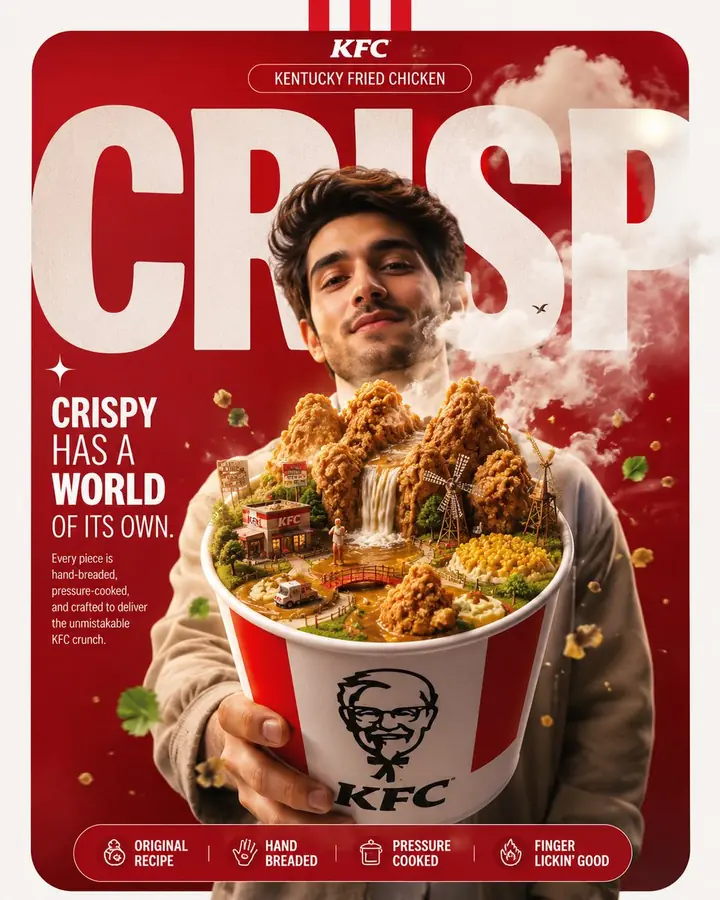 KFC
KENTUCKY FRIED CHICKEN
CRISP
CRISPY
HAS A
WORLD
OF ITS OWN.
Every piece is
hand-breaded,
pressure-cooked,
and crafted to deliver
the unmistakable
KFC crunch.
KFC
KFC
ORIGINAL
RECIPE
HAND
BREADED
PRESSURE
COOKED
FINGER
LICKIN' GOOD